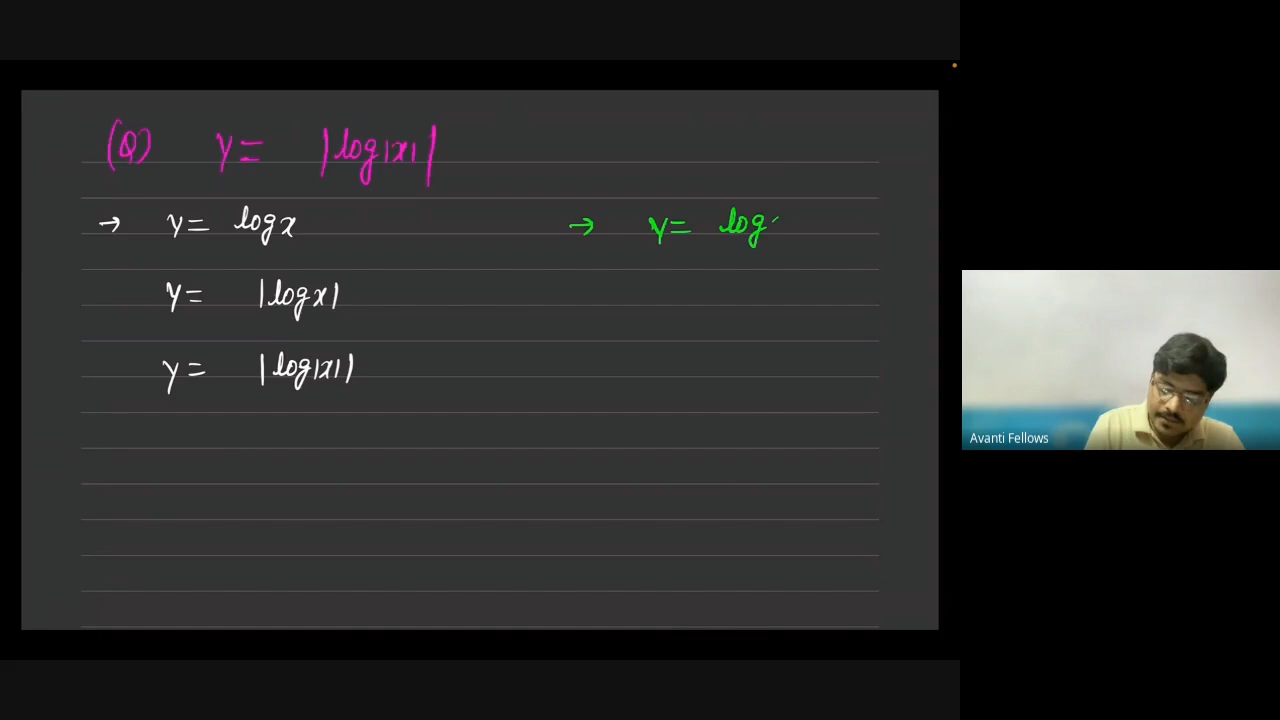 (Q) y = |log|x||
→ y = log x
y = |log x|
y = |log|x||
→ y = log
Avanti Fellows